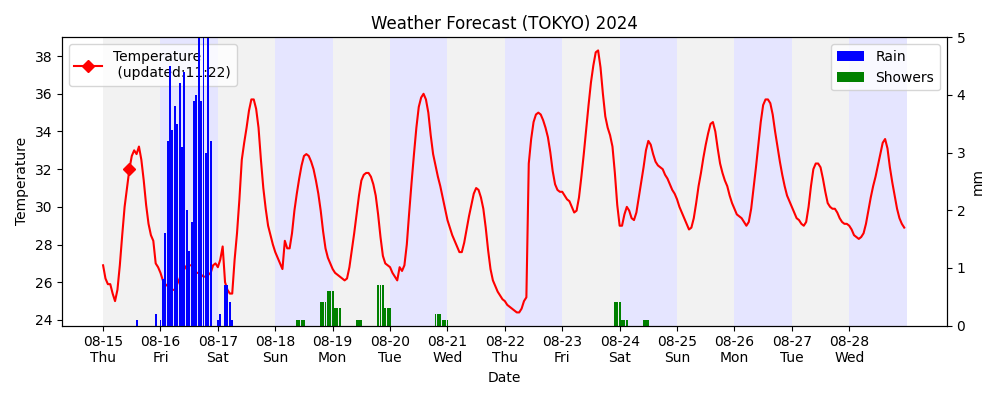 Weather Forecast (TOKYO) 2024
Temperature
(updated 11:22)
Rain
Showers
Temperature
38
36
34
32
30
28
26
24
5
4
3
2
1
0
mm
08-15 08-16 08-17 08-18 08-19 08-20 08-21 08-22 08-23 08-24 08-25 08-26 08-27 08-28
Thu Fri Sat Sun Mon Tue Wed Thu Fri Sat Sun Mon Tue Wed
Date